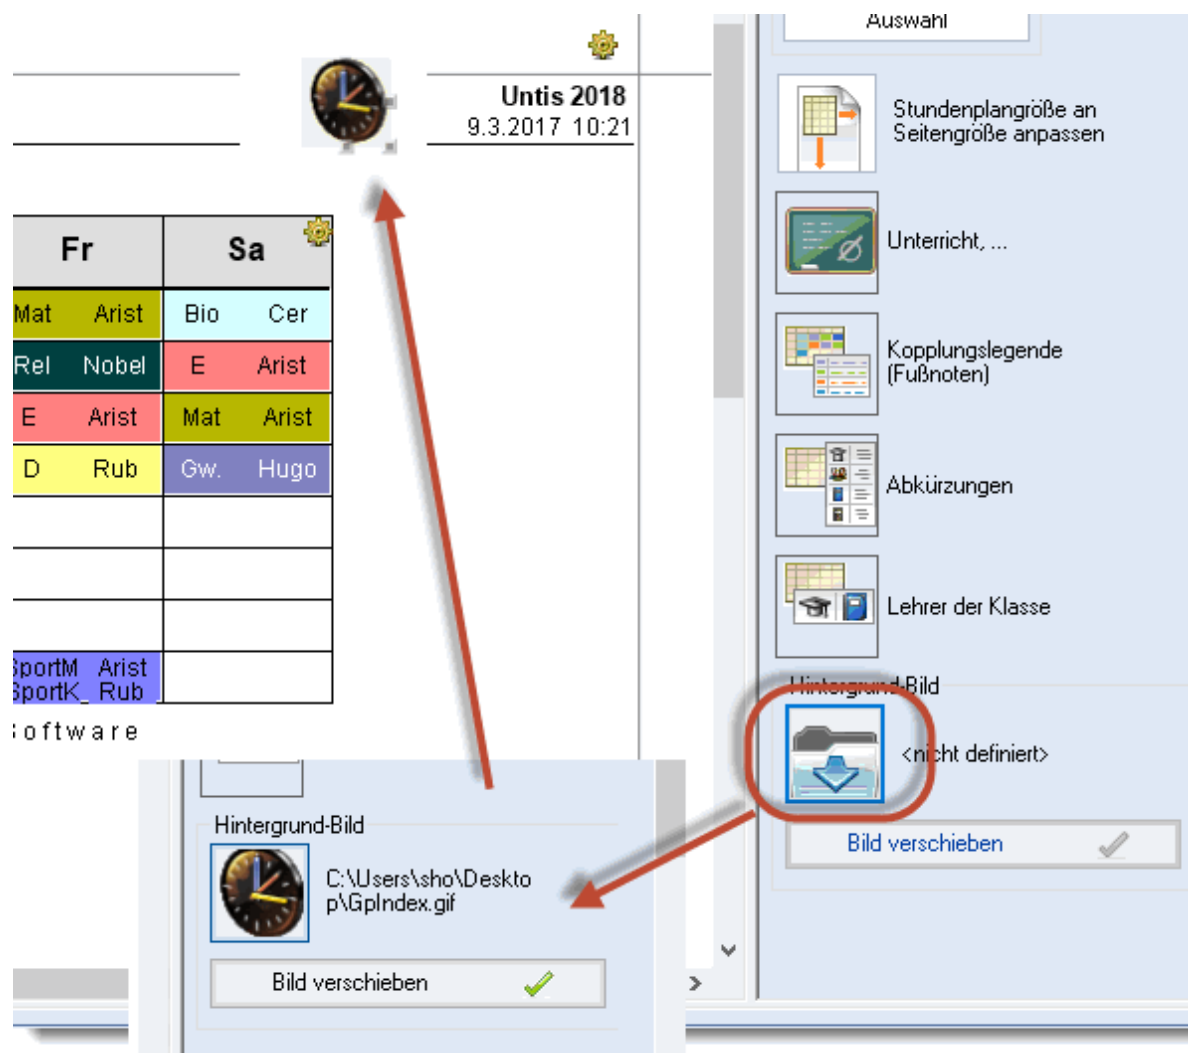 Auswahl
Untis 2018
9.3.2017 10:21
Stundenplangröße an
Seitengröße anpassen
Fr Sa
Unterricht, ...
Mat Arist Bio Cer
Rel Nobel E Arist
Kopplungslegende
(Fußnoten)
E Arist Mat Arist
D Rub Gw. Hugo
Abkürzungen
Lehrer der Klasse
SportM Arist
SportK_ Rub
Software
Hintergrund-Bild
<nicht definiert>
Bild verschieben
Hintergrund-Bild
C:\Users\sho\Deskto
p\GpIndex.gif
Bild verschieben